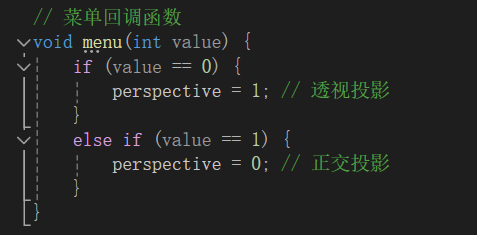 // 菜单回调函数
void menu(int value) {
if (value == 0) {
perspective = 1; // 透视投影
}
else if (value == 1) {
perspective = 0; // 正交投影
}
}